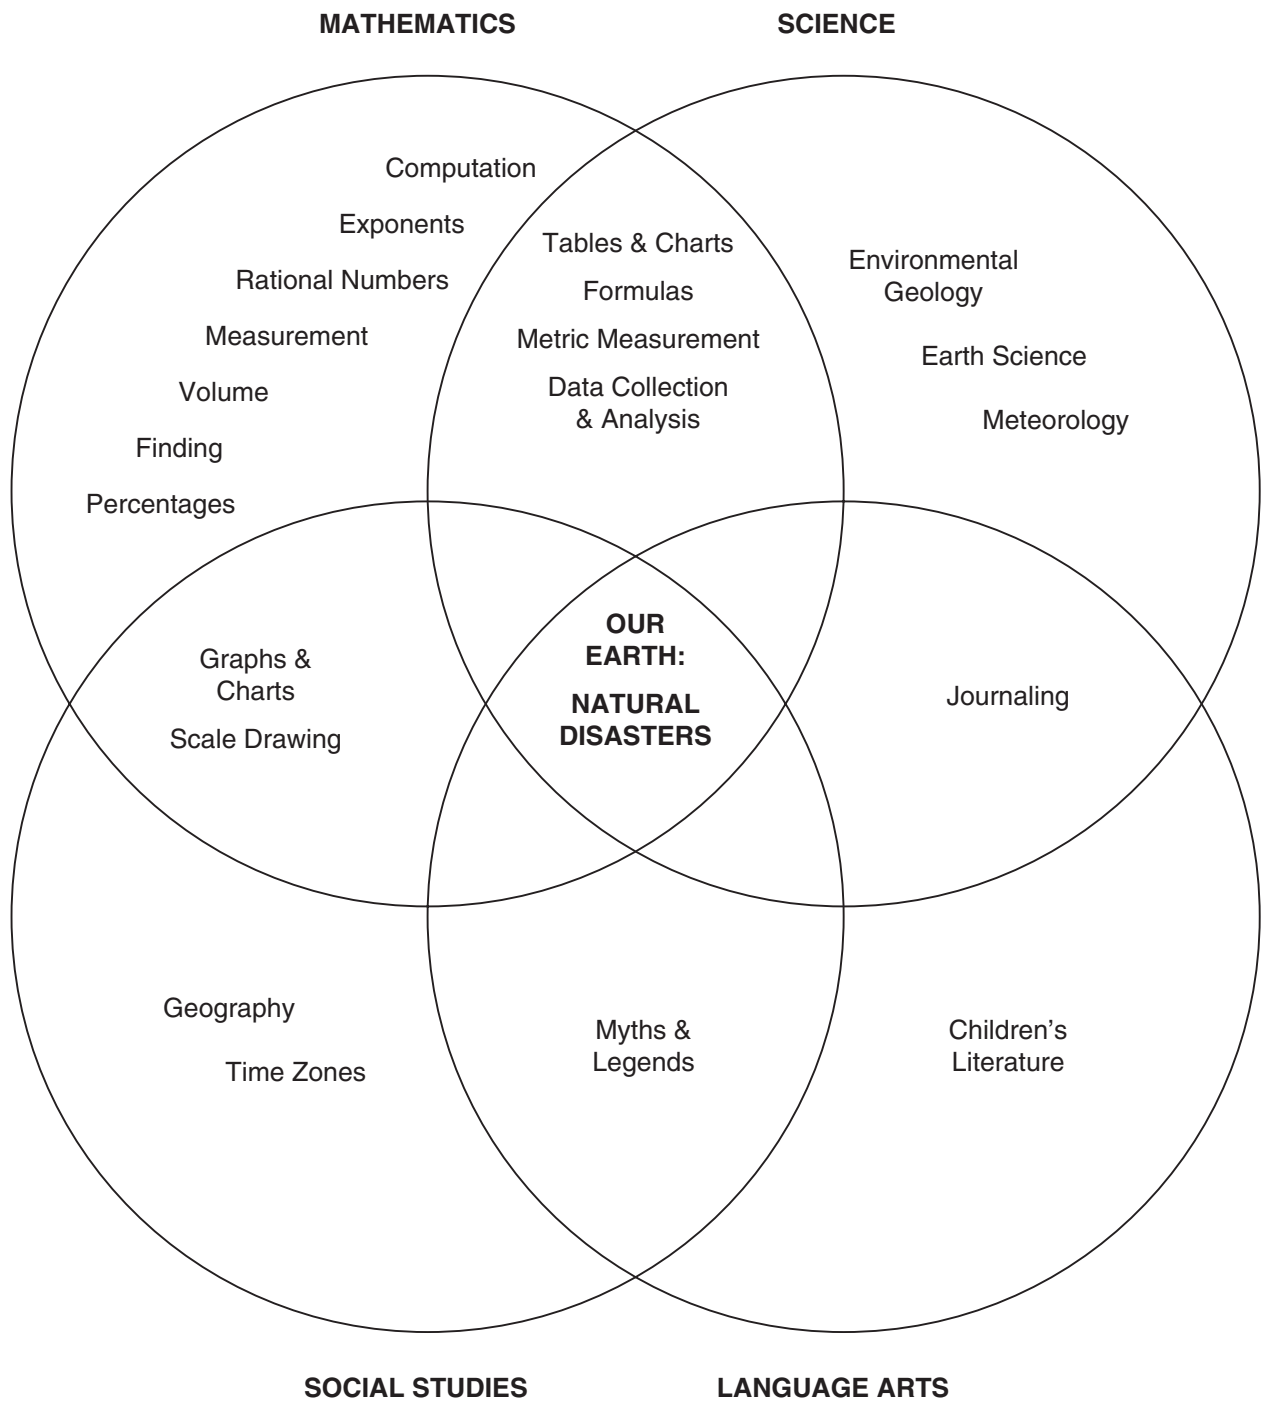 MATHEMATICS
SCIENCE
Computation
Exponents
Rational Numbers
Measurement
Volume
Finding
Percentages
Tables & Charts
Formulas
Metric Measurement
Data Collection
& Analysis
Environmental
Geology
Earth Science
Meteorology
Graphs &
Charts
Scale Drawing
OUR
EARTH:
NATURAL
DISASTERS
Journaling
Geography
Time Zones
Myths &
Legends
Children’s
Literature
SOCIAL STUDIES
LANGUAGE ARTS